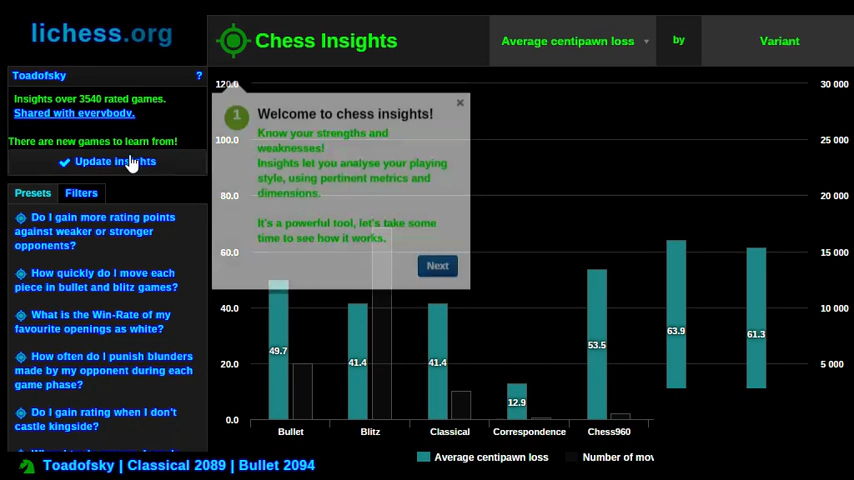 lichess.org
Chess Insights
Average centipawn loss
by
Variant
Toadofsky
?
Insights over 3540 rated games.
Shared with everybody.
There are new games to learn from!
Update insights
Presets
Filters
Do I gain more rating points
against weaker or stronger
opponents?
How quickly do I move each
piece in bullet and blitz games?
What is the Win-Rate of my
favourite openings as white?
How often do I punish blunders
made by my opponent during each
game phase?
Do I gain rating when I don't
castle kingside?
1
Welcome to chess insights!
×
Know your strengths and
weaknesses!
Insights let you analyse your playing
style, using pertinent metrics and
dimensions.
It's a powerful tool, let's take some
time to see how it works.
Next
120.0
100.0
80.0
60.0
40.0
20.0
0.0
30 000
25 000
20 000
15 000
10 000
5 000
49.7
41.4
41.4
12.9
53.5
63.9
61.3
Bullet
Blitz
Classical
Correspondence
Chess960
Average centipawn loss
Number of mov
Toadofsky | Classical 2089 | Bullet 2094